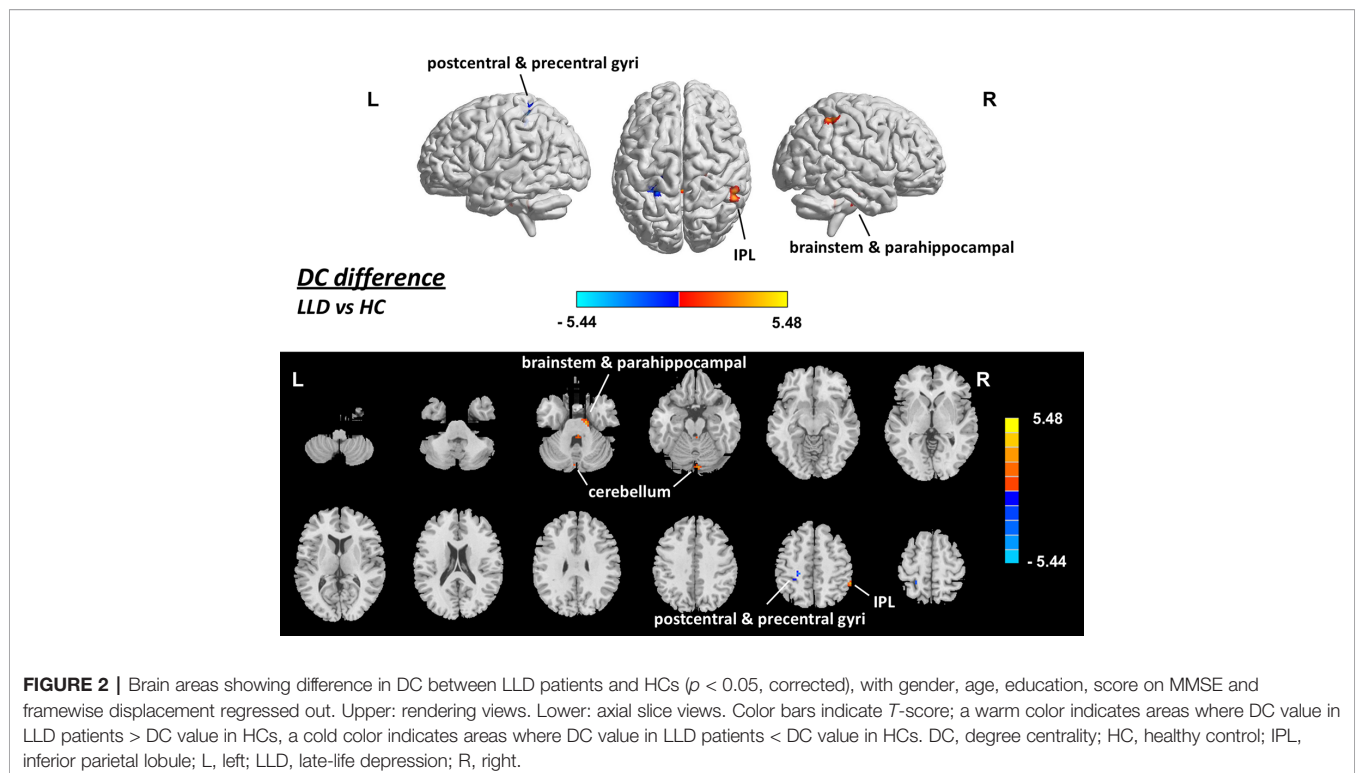 postcentral & precentral gyri
L
R
IPL
brainstem & parahippocampal
DC difference
LLD vs HC
- 5.44
5.48
brainstem & parahippocampal
L
R
5.48
cerebellum
- 5.44
IPL
postcentral & precentral gyri
FIGURE 2 | Brain areas showing difference in DC between LLD patients and HCs (p < 0.05, corrected), with gender, age, education, score on MMSE and
framewise displacement regressed out. Upper: rendering views. Lower: axial slice views. Color bars indicate T-score; a warm color indicates areas where DC value in
LLD patients > DC value in HCs, a cold color indicates areas where DC value in LLD patients < DC value in HCs. DC, degree centrality; HC, healthy control; IPL,
inferior parietal lobule; L, left; LLD, late-life depression; R, right.